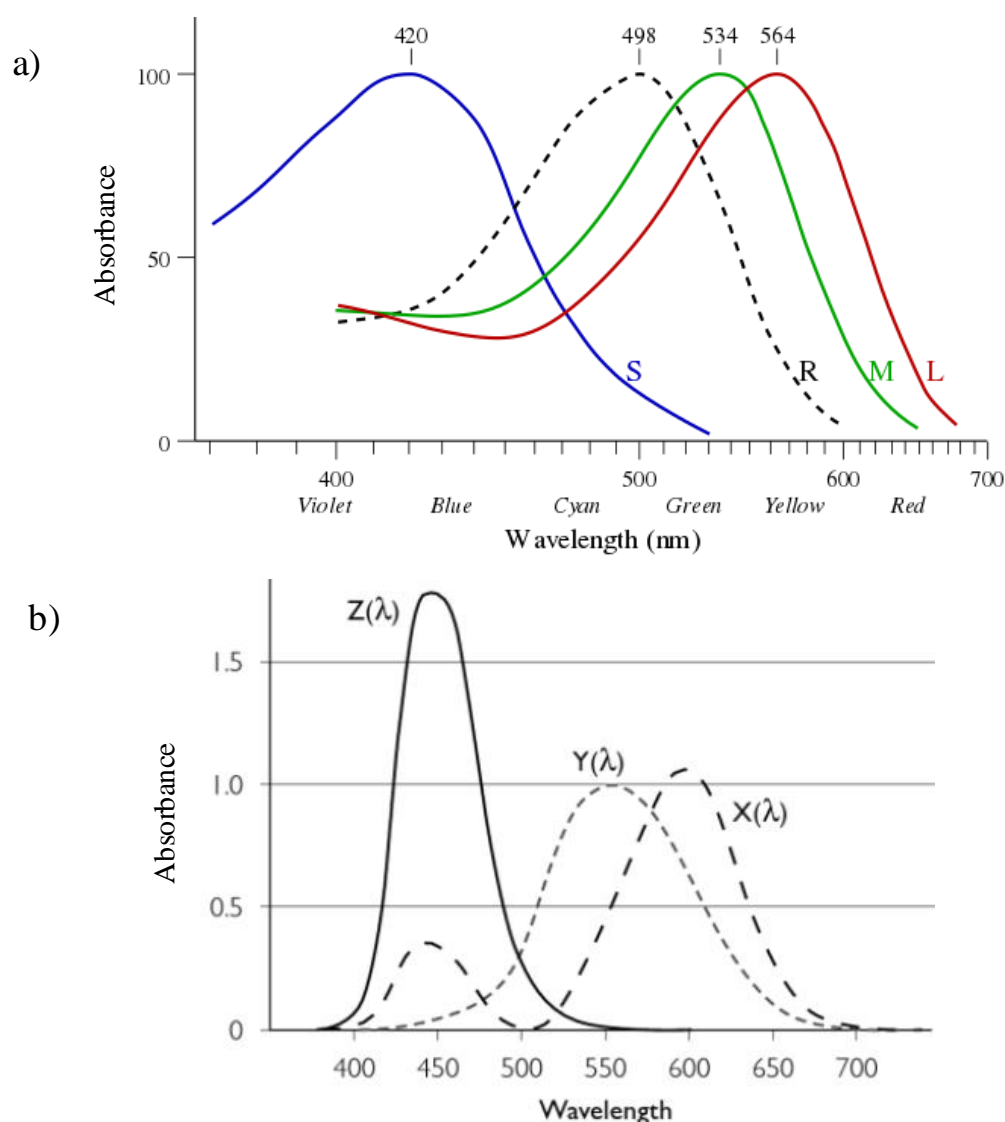 a)
420 498 534 564
100
50
0
Absorbance
S R M L
400 500 600 700
Violet Blue Cyan Green Yellow Red
Wavelength (nm)
b)
Z(λ)
1.5
Y(λ)
1.0
X(λ)
0.5
0
Absorbance
400 450 500 550 600 650 700
Wavelength